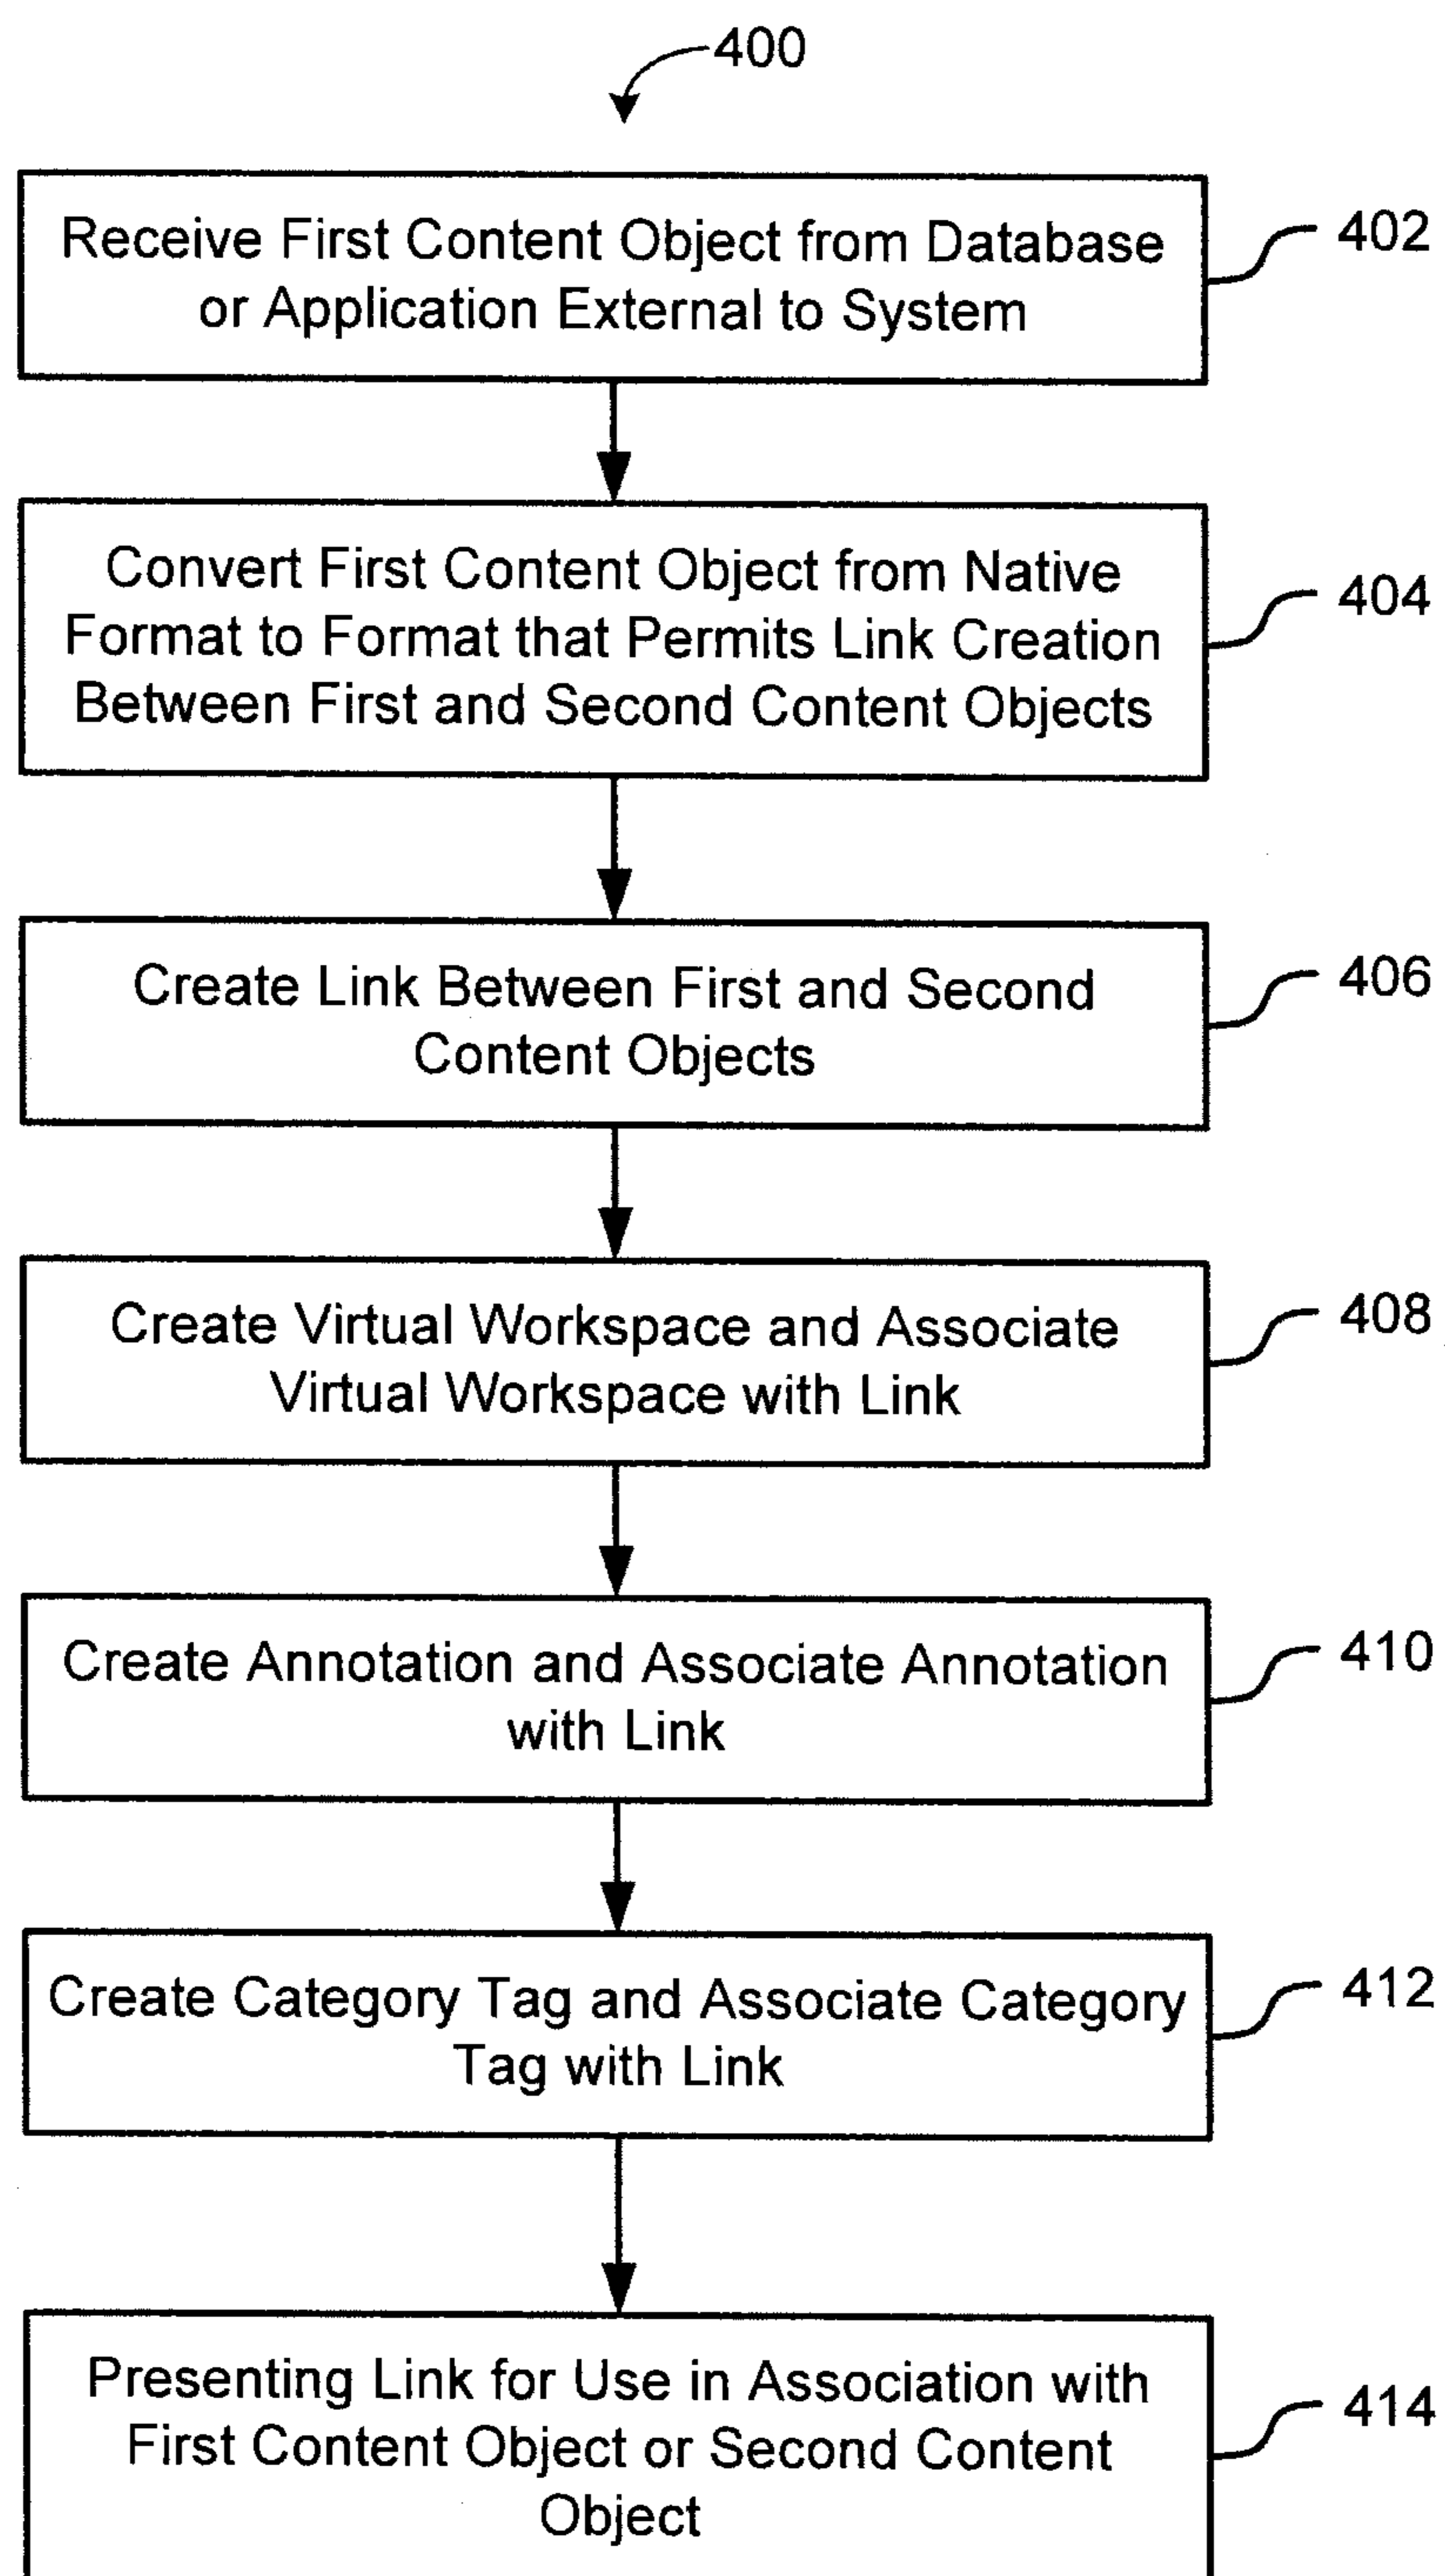 400
Receive First Content Object from Database
or Application External to System
402
Convert First Content Object from Native
Format to Format that Permits Link Creation
Between First and Second Content Objects
404
Create Link Between First and Second
Content Objects
406
Create Virtual Workspace and Associate
Virtual Workspace with Link
408
Create Annotation and Associate Annotation
with Link
410
Create Category Tag and Associate Category
Tag with Link
412
Presenting Link for Use in Association with
First Content Object or Second Content
Object
414